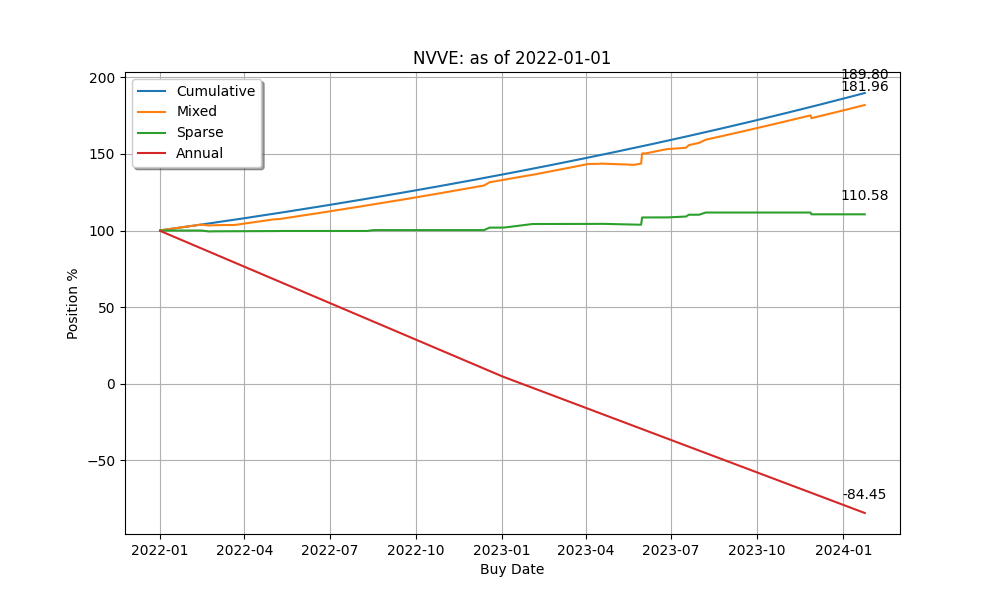 NVVE: as of 2022-01-01
Cumulative
Mixed
Sparse
Annual
189.80
181.96
110.58
-84.45
200
150
100
50
0
−50
Position %
2022-01 2022-04 2022-07 2022-10 2023-01 2023-04 2023-07 2023-10 2024-01
Buy Date